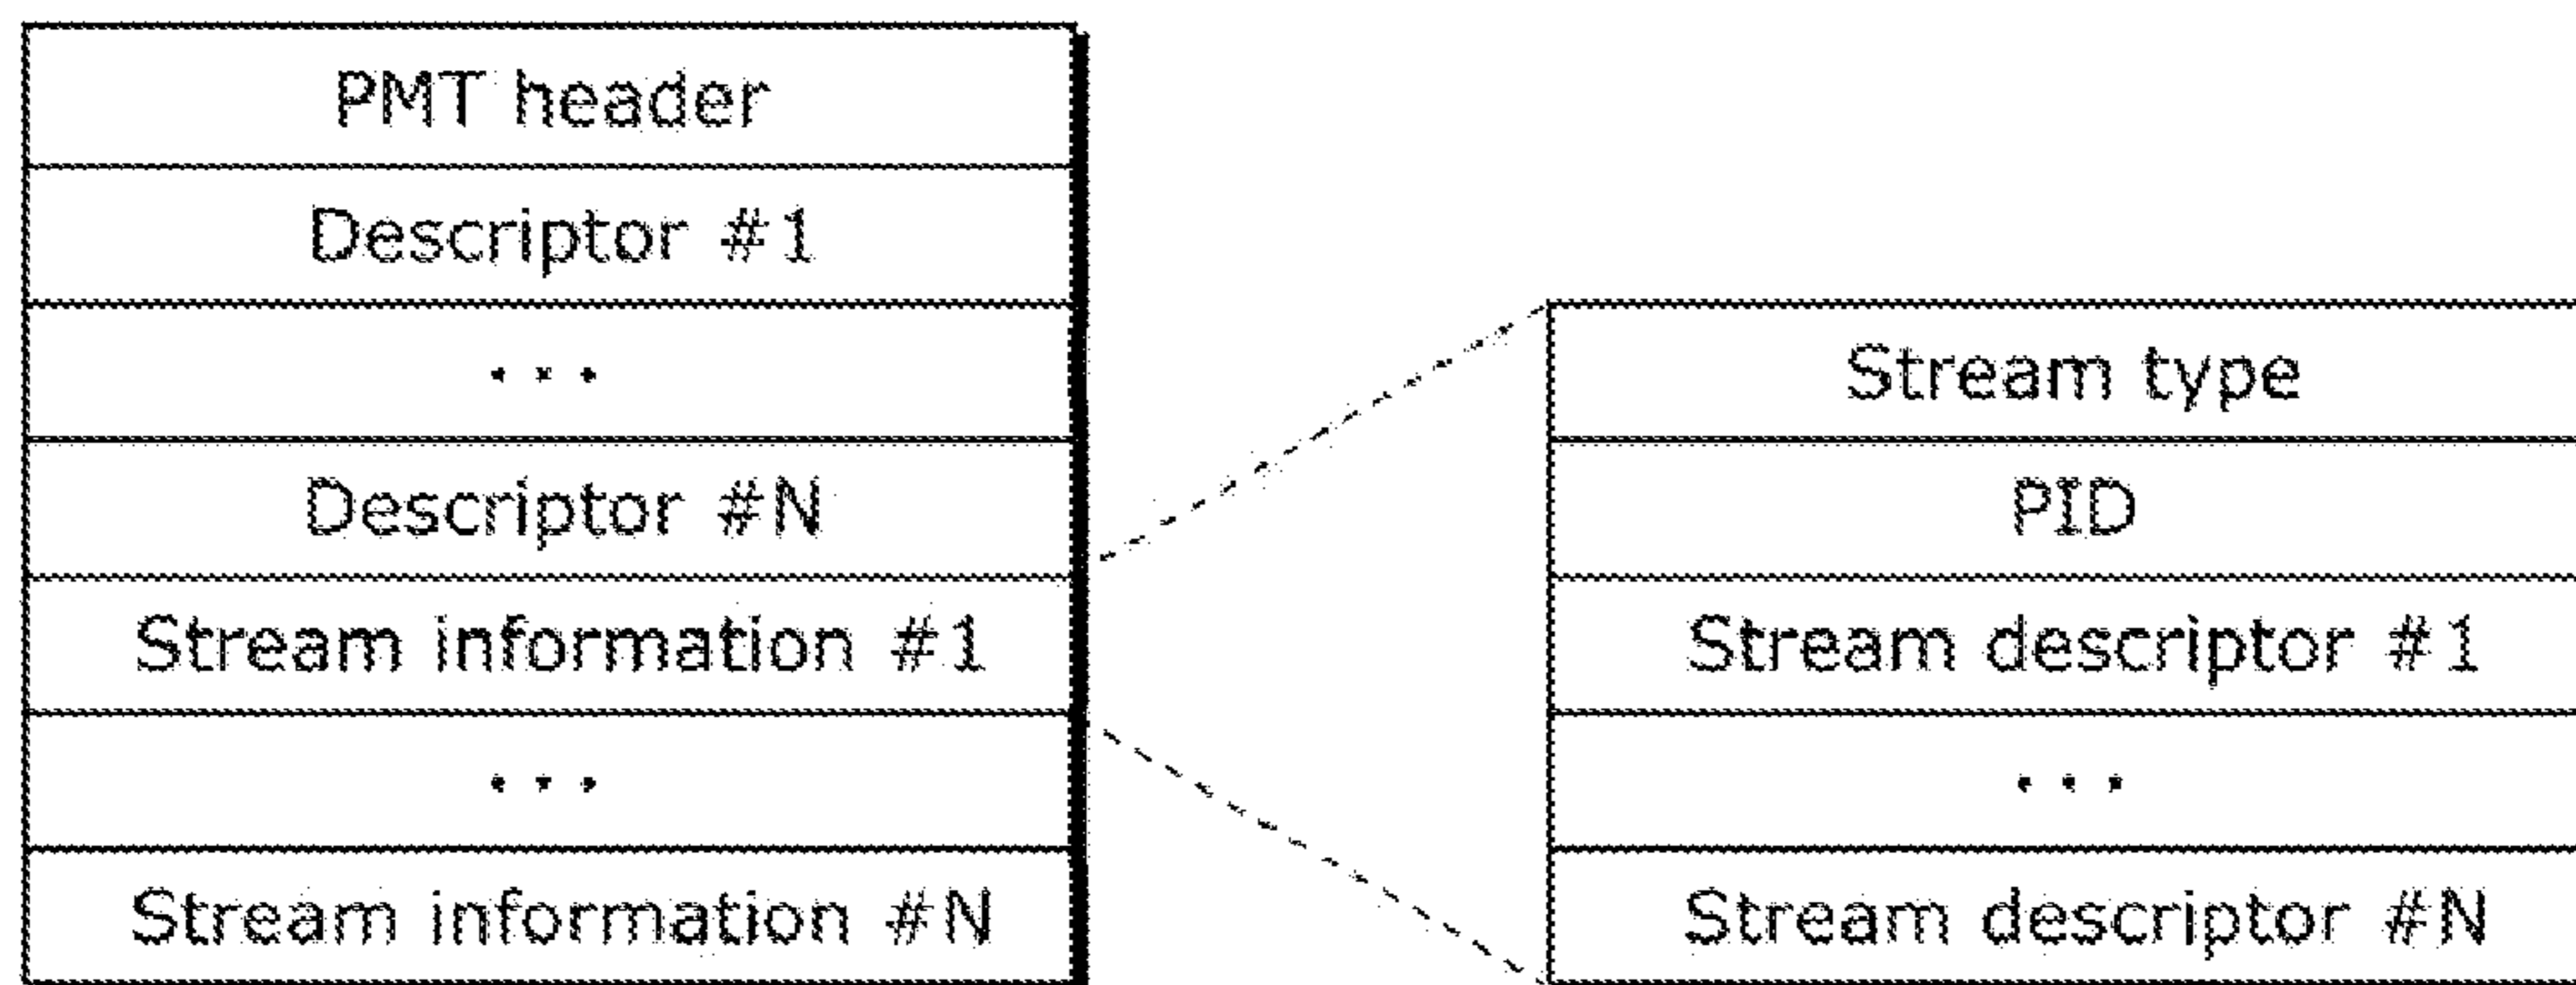 PMT header
Descriptor #1
...
Descriptor #N
Stream information #1
...
Stream information #N
Stream type
PID
Stream descriptor #1
...
Stream descriptor #N